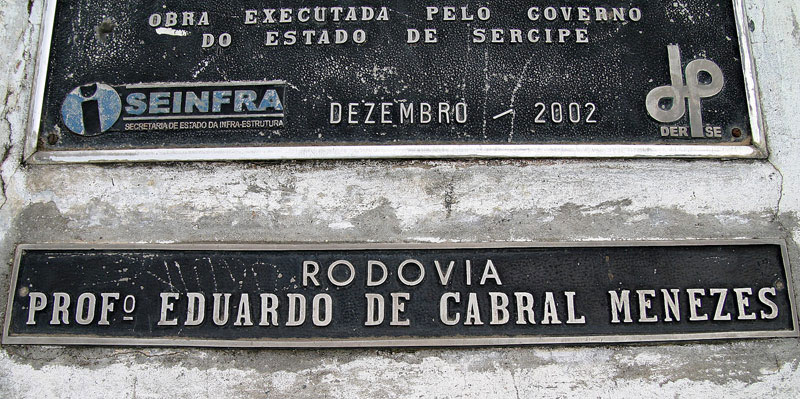 OBRA EXECUTADA PELO GOVERNO
DO ESTADO DE SERGIPE
i SEINFRA
SECRETARIA DE ESTADO DA INFRA-ESTRUTURA
DEZEMBRO - 2002
DER SE
RODOVIA
PROFº EDUARDO DE CABRAL MENEZES